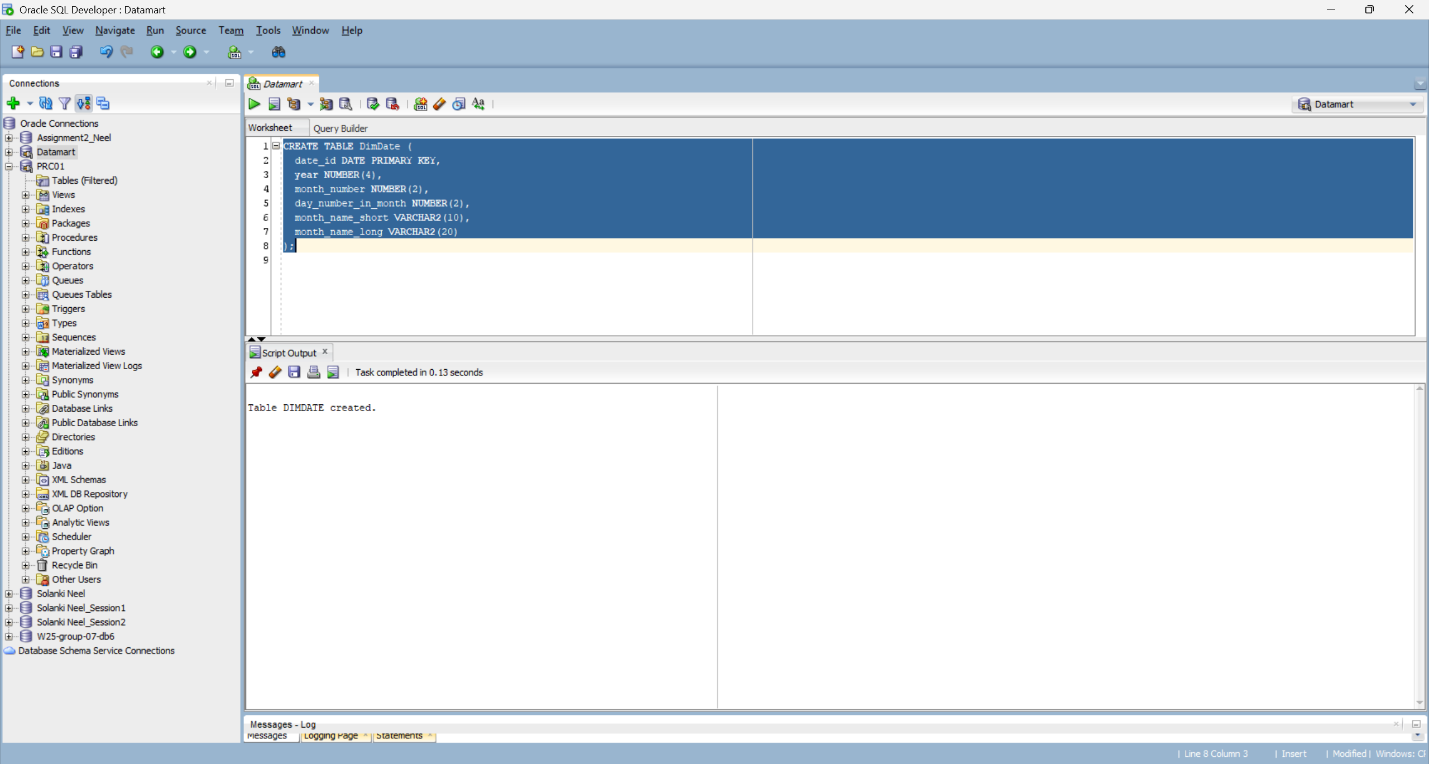 Oracle SQL Developer : Datamart
File Edit View Navigate Run Source Team Tools Window Help
Connections
Oracle Connections
Assignment2_Neel
Datamart
PRC01
Tables (Filtered)
Views
Indexes
Packages
Procedures
Functions
Operators
Queues
Queues Tables
Triggers
Types
Sequences
Materialized Views
Materialized View Logs
Synonyms
Public Synonyms
Database Links
Public Database Links
Directories
Editions
Java
XML Schemas
XML DB Repository
OLAP Option
Analytic Views
Scheduler
Property Graph
Recycle Bin
Other Users
Solanki Neel
Solanki Neel_Session1
Solanki Neel_Session2
W25-group-07-db6
Database Schema Service Connections
Datamart
Datamart
Worksheet Query Builder
1 CREATE TABLE DimDate (
2 date_id DATE PRIMARY KEY,
3 year NUMBER(4),
4 month_number NUMBER(2),
5 day_number_in_month NUMBER(2),
6 month_name_short VARCHAR2(10),
7 month_name_long VARCHAR2(20)
8 );
9
Script Output
Task completed in 0.13 seconds
Table DIMDATE created.
Messages - Log
Messages Logging Page Statements
| Line 8 Column 3 | Insert | Modified | Windows: Cl